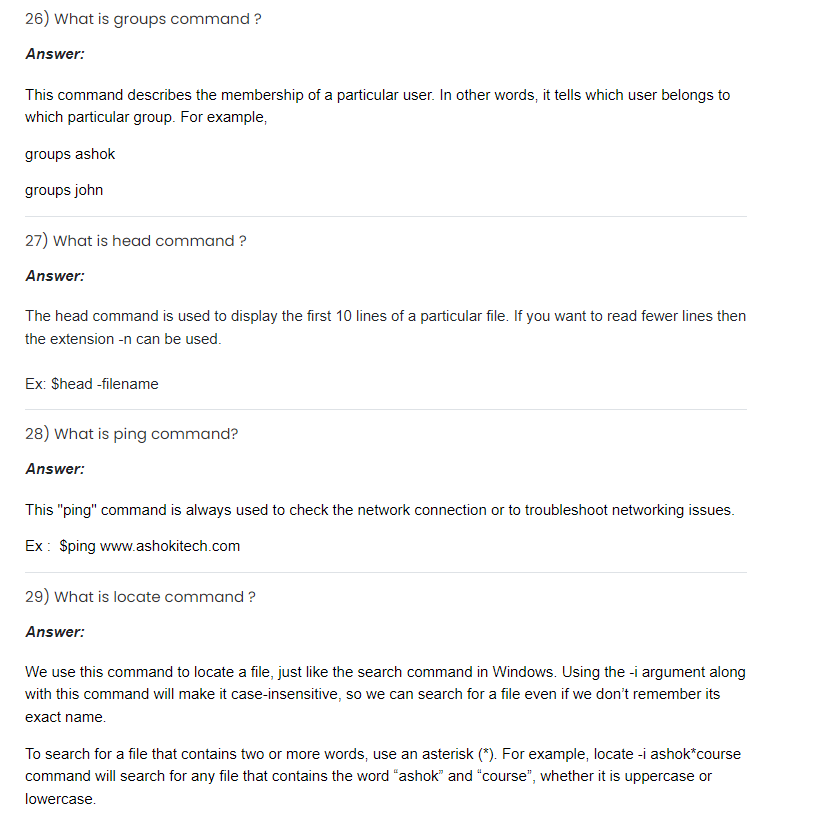 26) What is groups command ?
Answer:
This command describes the membership of a particular user. In other words, it tells which user belongs to
which particular group. For example,
groups ashok
groups john
27) What is head command ?
Answer:
The head command is used to display the first 10 lines of a particular file. If you want to read fewer lines then
the extension -n can be used.
Ex: $head -filename
28) What is ping command?
Answer:
This "ping" command is always used to check the network connection or to troubleshoot networking issues.
Ex :  $ping www.ashokitech.com
29) What is locate command ?
Answer:
We use this command to locate a file, just like the search command in Windows. Using the -i argument along
with this command will make it case-insensitive, so we can search for a file even if we don’t remember its
exact name.
To search for a file that contains two or more words, use an asterisk (*). For example, locate -i ashok*course
command will search for any file that contains the word “ashok” and “course”, whether it is uppercase or
lowercase.